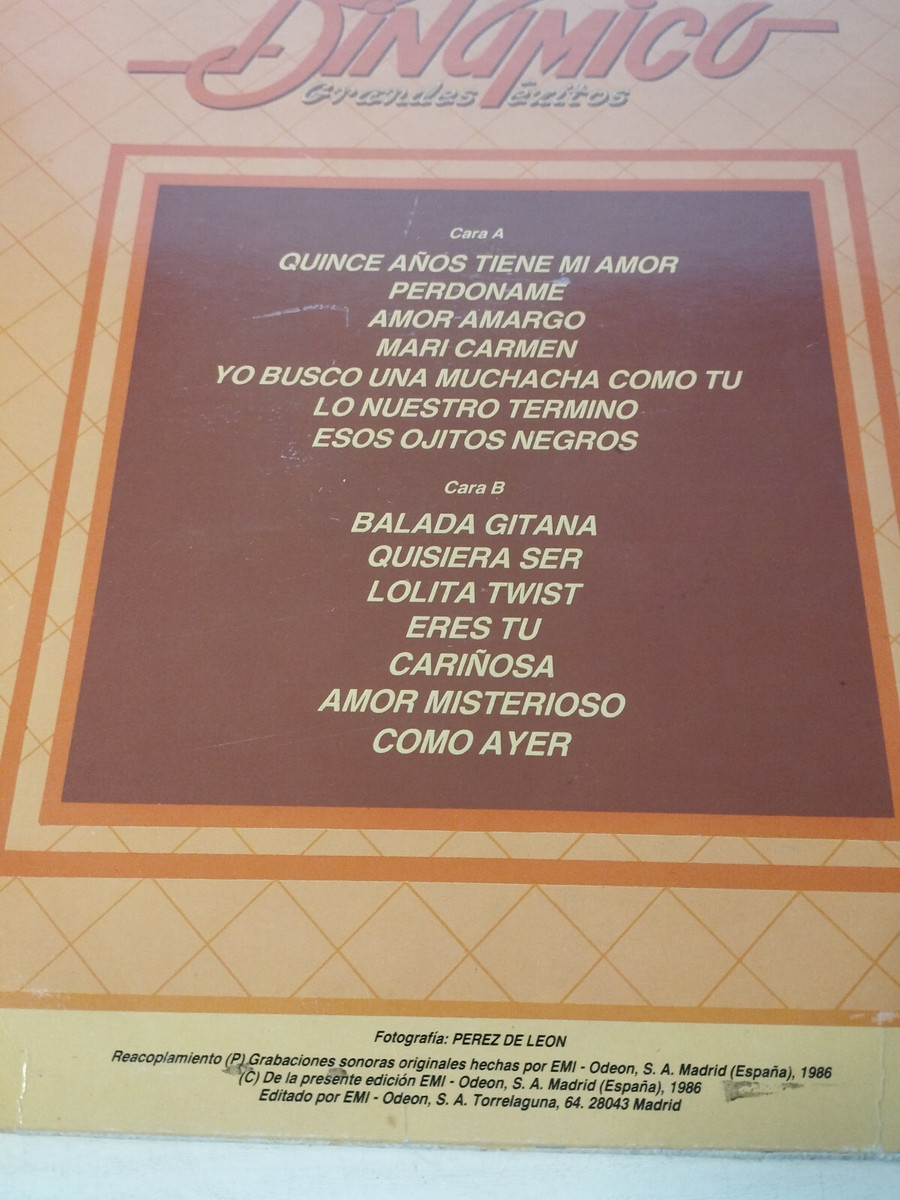 Dinámico
Grandes éxitos
Cara A
QUINCE AÑOS TIENE MI AMOR
PERDONAME
AMOR AMARGO
MARI CARMEN
YO BUSCO UNA MUCHACHA COMO TU
LO NUESTRO TERMINO
ESOS OJITOS NEGROS
Cara B
BALADA GITANA
QUISIERA SER
LOLITA TWIST
ERES TU
CARIÑOSA
AMOR MISTERIOSO
COMO AYER
Fotografía: PEREZ DE LEON
Reacoplamiento (P) Grabaciones sonoras originales hechas por EMI - Odeon, S. A. Madrid (España), 1986
(C) De la presente edición EMI - Odeon, S. A. Madrid (España), 1986
Editado por EMI - Odeon, S. A. Torrelaguna, 64. 28043 Madrid